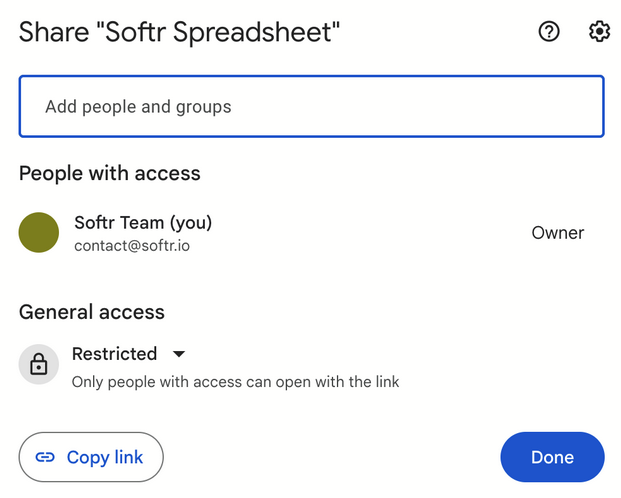 Share "Softr Spreadsheet"
Add people and groups
People with access
Softr Team (you)
contact@softr.io
Owner
General access
Restricted
Only people with access can open with the link
Copy link
Done